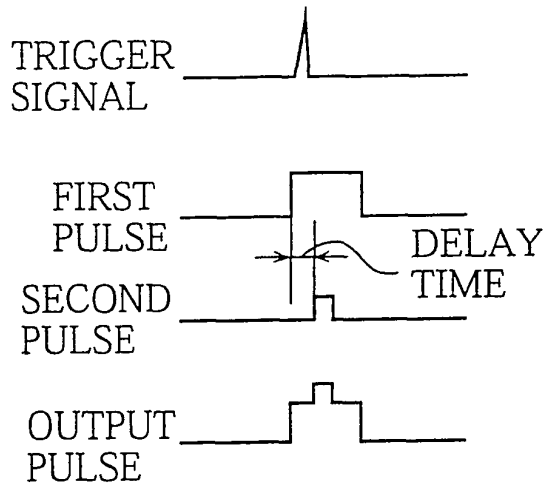 TRIGGER
SIGNAL
FIRST
PULSE
DELAY
TIME
SECOND
PULSE
OUTPUT
PULSE